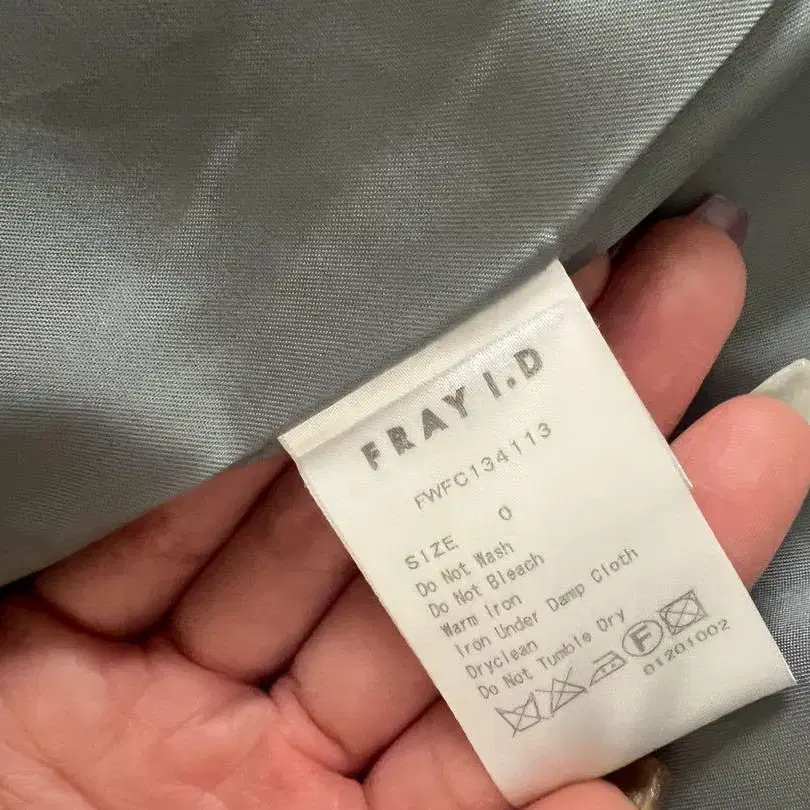 FRAY I.D
FWFC134113
SIZE 0
Do Not Wash
Do Not Bleach
Warm Iron
Iron Under Damp Cloth
Dryclean
Do Not Tumble Dry
F
01201002